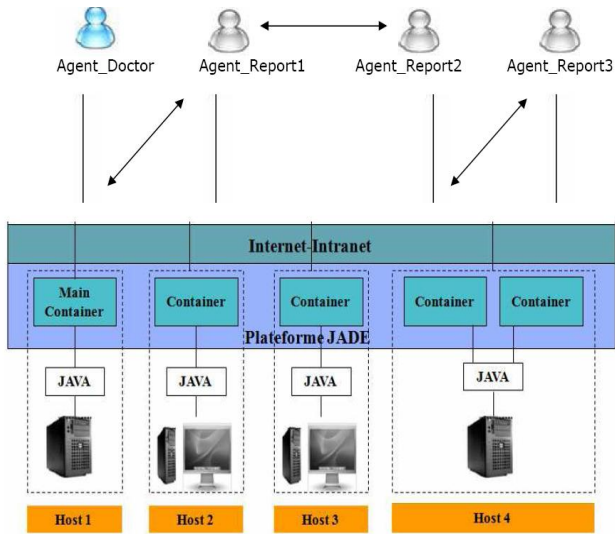 Agent_Doctor
Agent_Report1
Agent_Report2
Agent_Report3
Internet-Intranet
Main
Container
Container
Container
Container
Container
Plateforme JADE
JAVA
JAVA
JAVA
JAVA
Host 1
Host 2
Host 3
Host 4